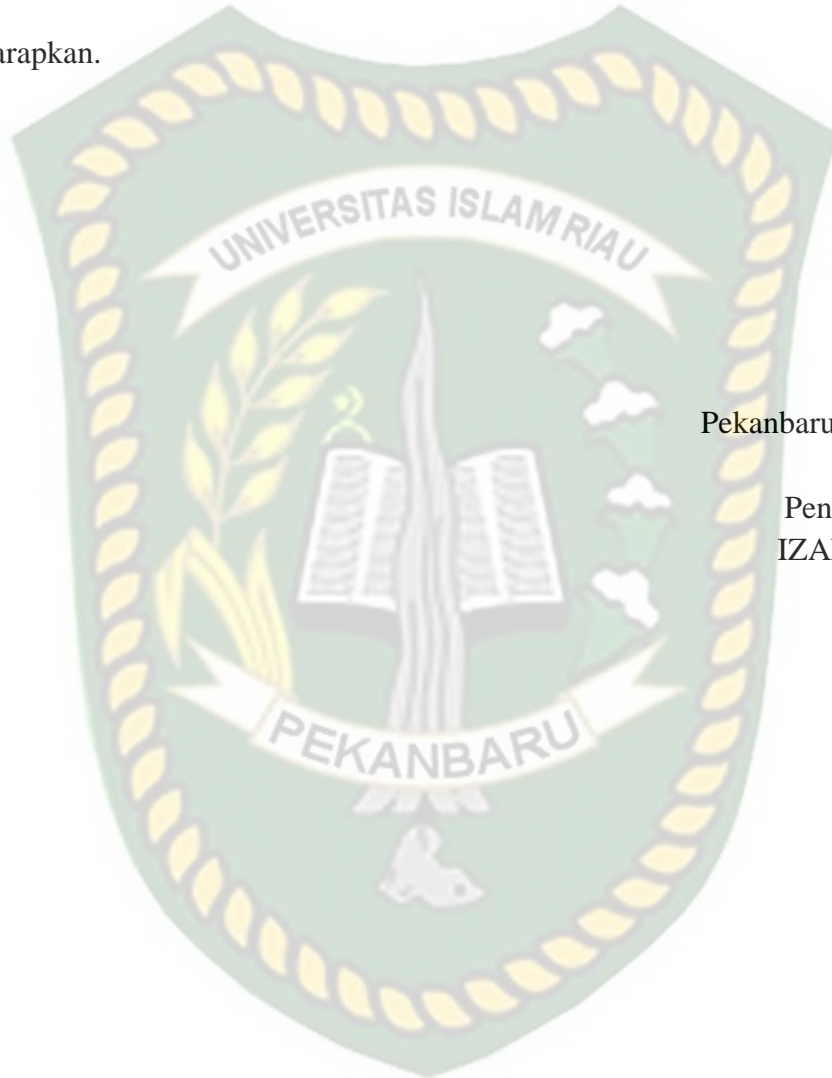 arapkan.
UNIVERSITAS ISLAM RIAU
Pekanbaru
Pen
IZA
PEKANBARU